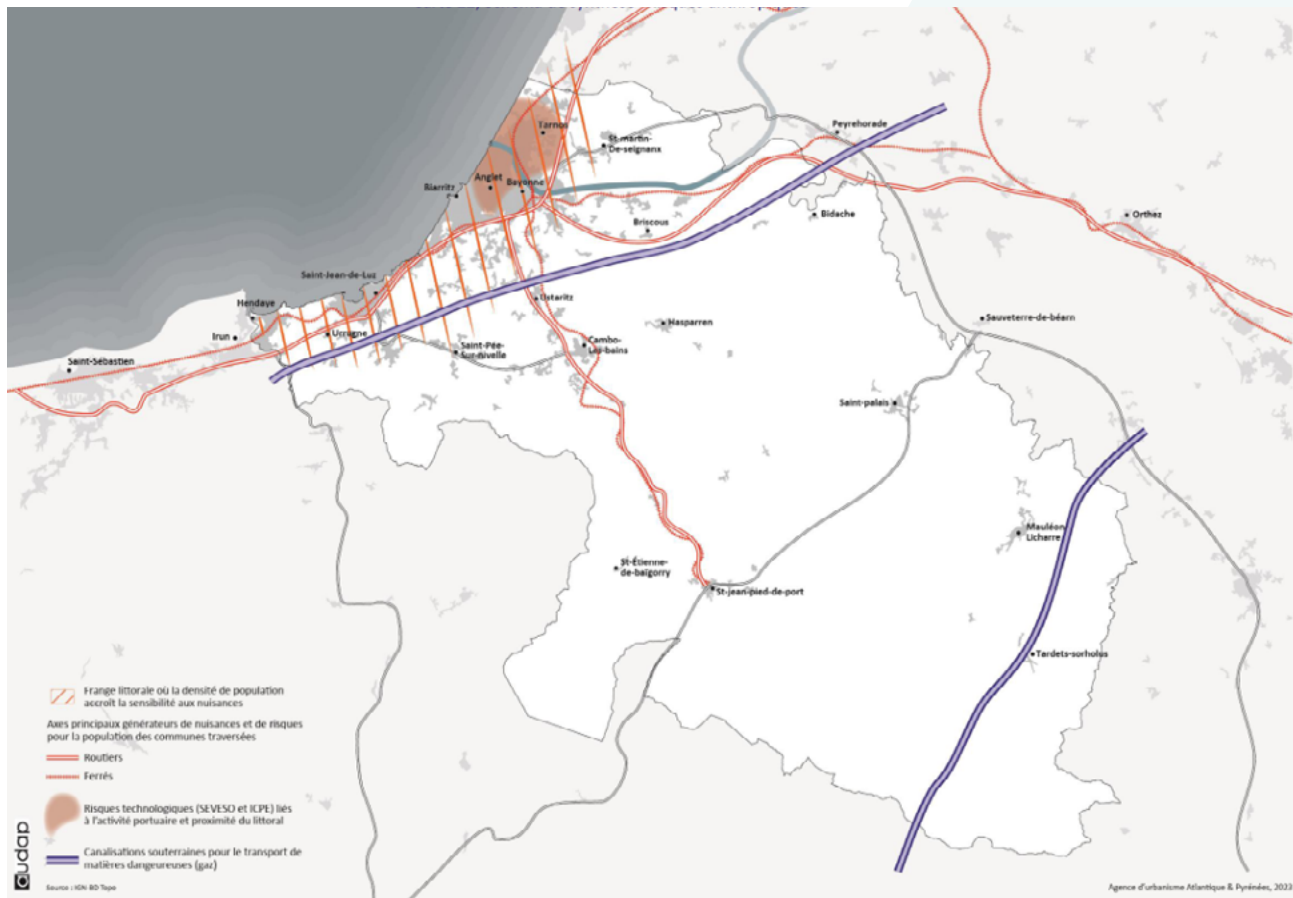 Tarnos
St-martin-
De-seignanx
Peyrehorade
Biarritz
Anglet
Bayonne
Briscous
Bidache
Orthez
Saint-Jean-de-Luz
Hendaye
Ustaritz
Irun
Urrugne
Hasparren
Sauveterre-de-béarn
Saint-Sébastien
Saint-Pée-
Sur-nivelle
Cambo-
Les-bains
Saint-palais
Mauléon
Licharre
St-Étienne-
de-baïgorry
St-jean-pied-de-port
Tardets-sorholus
Frange littorale où la densité de population
accroît la sensibilité aux nuisances
Axes principaux générateurs de nuisances et de risques
pour la population des communes traversées
Routiers
Ferrés
Risques technologiques (SEVESO et ICPE) liés
à l'activité portuaire et proximité du littoral
Canalisations souterraines pour le transport de
matières dangeureuses (gaz)
audap
Source : IGN BD Topo
Agence d'urbanisme Atlantique & Pyrénées, 2023